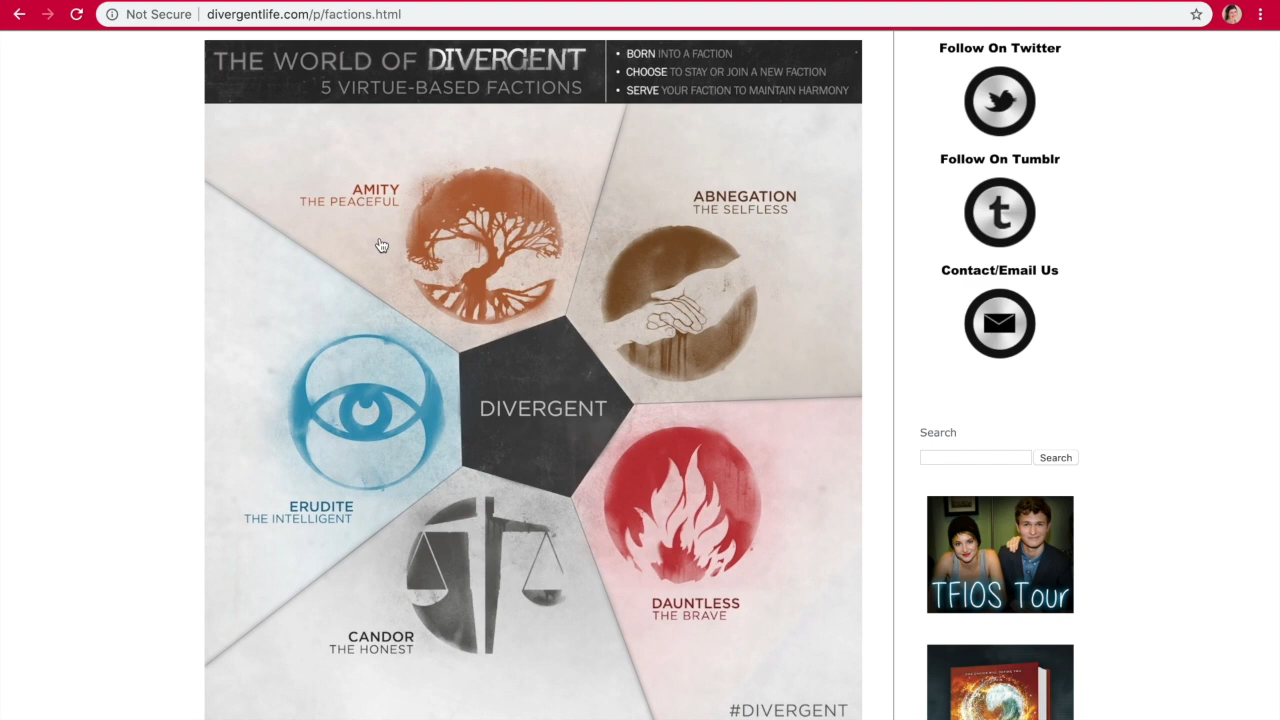 Not Secure | divergentlife.com/p/factions.html
THE WORLD OF DIVERGENT
5 VIRTUE-BASED FACTIONS
• BORN INTO A FACTION
• CHOOSE TO STAY OR JOIN A NEW FACTION
• SERVE YOUR FACTION TO MAINTAIN HARMONY
AMITY
THE PEACEFUL
ABNEGATION
THE SELFLESS
DIVERGENT
ERUDITE
THE INTELLIGENT
DAUNTLESS
THE BRAVE
CANDOR
THE HONEST
#DIVERGENT
Follow On Twitter
Follow On Tumblr
t
Contact/Email Us
Search
Search
TFIOS Tour